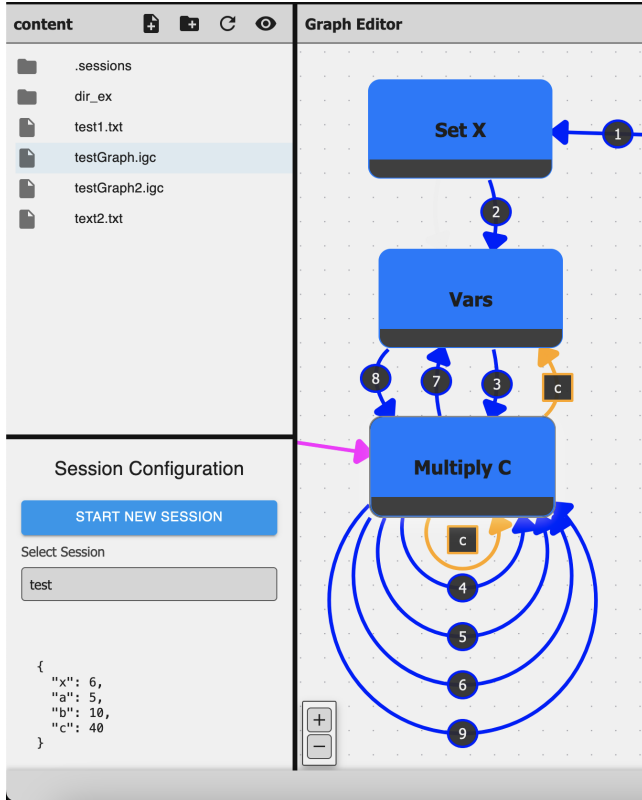 content
.sessions
dir_ex
test1.txt
testGraph.igc
testGraph2.igc
text2.txt
Session Configuration
START NEW SESSION
Select Session
test
{
"x": 6,
"a": 5,
"b": 10,
"c": 40
}
Graph Editor
Set X
1
2
Vars
8
7
3
c
Multiply C
c
4
5
6
9
+
−